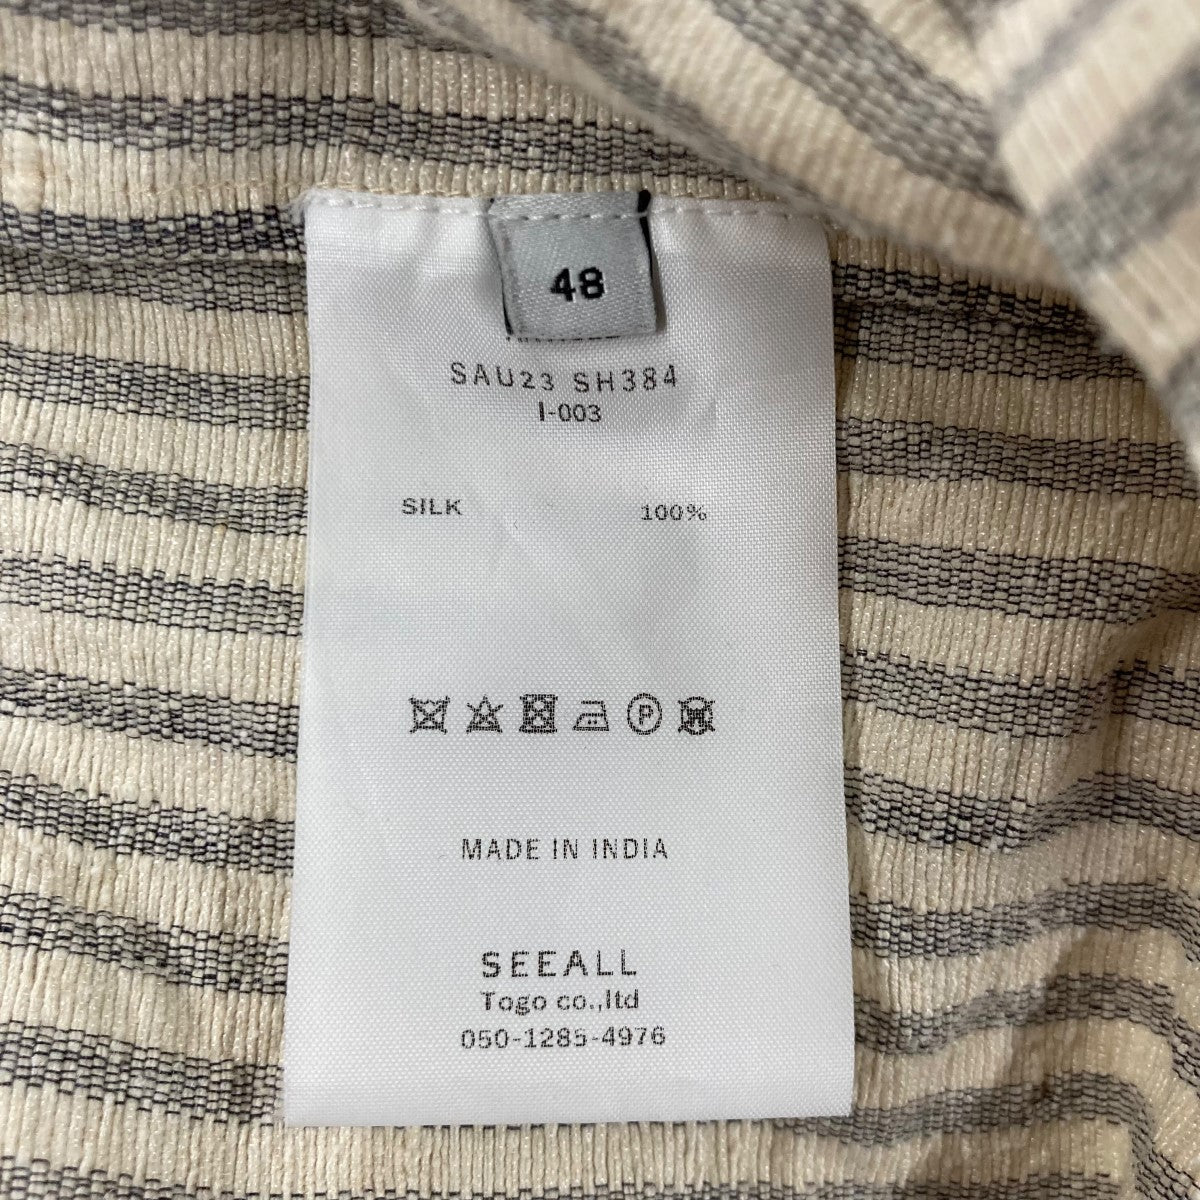 48
SAU23 SH384
I-003
SILK 100%
P
MADE IN INDIA
SEEALL
Togo co.,ltd
050-1285-4976